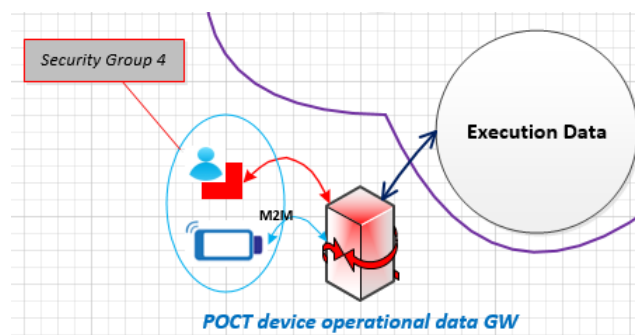 Security Group 4
Execution Data
M2M
POCT device operational data GW